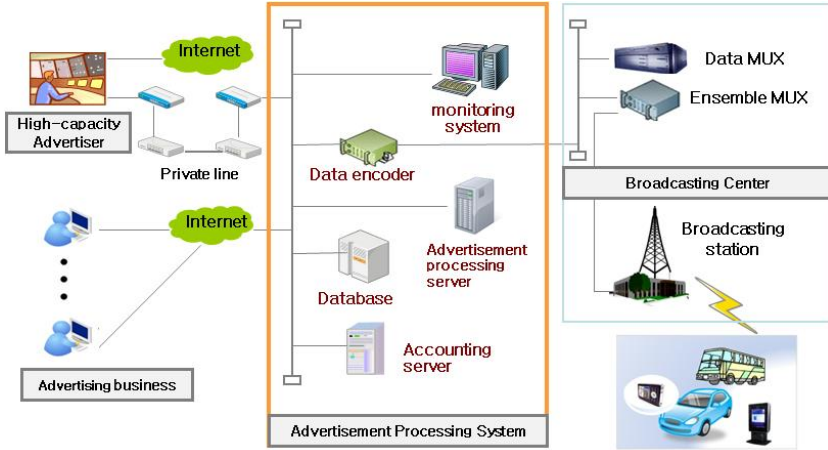 Internet
High-capacity
Advertiser
Private line
Internet
Advertising business
monitoring
system
Data encoder
Advertisement
processing
server
Database
Accounting
server
Advertisement Processing System
Data MUX
Ensemble MUX
Broadcasting Center
Broadcasting
station